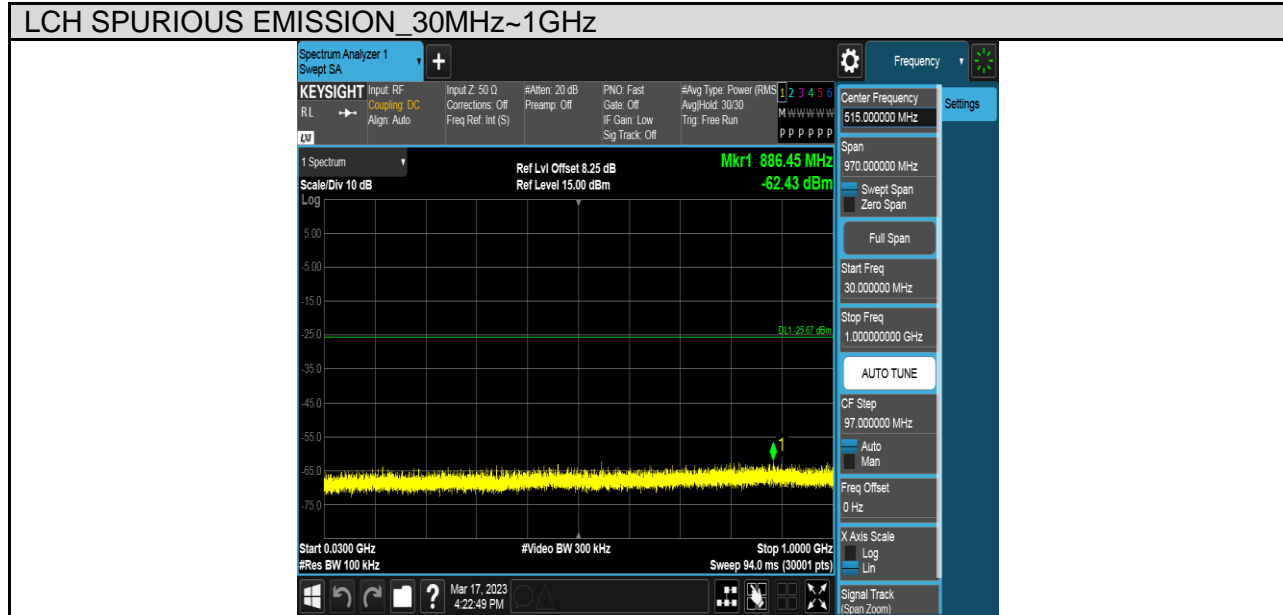 LCH SPURIOUS EMISSION_30MHz~1GHz
Spectrum Analyzer 1
Swept SA
+
Frequency
KEYSIGHT
RL
LXI
Input: RF
Coupling: DC
Align: Auto
Input Z: 50 Ω
Corrections: Off
Freq Ref: Int (S)
#Atten: 20 dB
Preamp: Off
PNO: Fast
Gate: Off
IF Gain: Low
Sig Track: Off
#Avg Type: Power (RMS
Avg|Hold: 30/30
Trig: Free Run
1 2 3 4 5 6
M W W W W W
P P P P P P
1 Spectrum
Scale/Div 10 dB
Ref Lvl Offset 8.25 dB
Ref Level 15.00 dBm
Mkr1 886.45 MHz
-62.43 dBm
Log
5.00
-5.00
-15.0
-25.0
DL1 -25.67 dBm
-35.0
-45.0
-55.0
1
-65.0
-75.0
Start 0.0300 GHz
#Video BW 300 kHz
Stop 1.0000 GHz
#Res BW 100 kHz
Sweep 94.0 ms (30001 pts)
?
Mar 17, 2023
4:22:49 PM
Center Frequency
515.000000 MHz
Settings
Span
970.000000 MHz
Swept Span
Zero Span
Full Span
Start Freq
30.000000 MHz
Stop Freq
1.000000000 GHz
AUTO TUNE
CF Step
97.000000 MHz
Auto
Man
Freq Offset
0 Hz
X Axis Scale
Log
Lin
Signal Track
(Span Zoom)